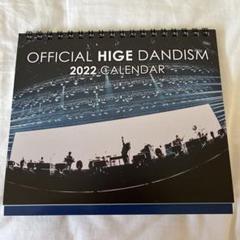 OFFICIAL HIGE DANDISM
2022 CALENDAR